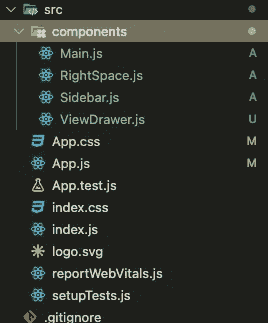 src
components
Main.js A
RightSpace.js A
Sidebar.js A
ViewDrawer.js U
App.css M
App.js M
App.test.js
index.css
index.js
logo.svg
reportWebVitals.js
setupTests.js
.gitignore